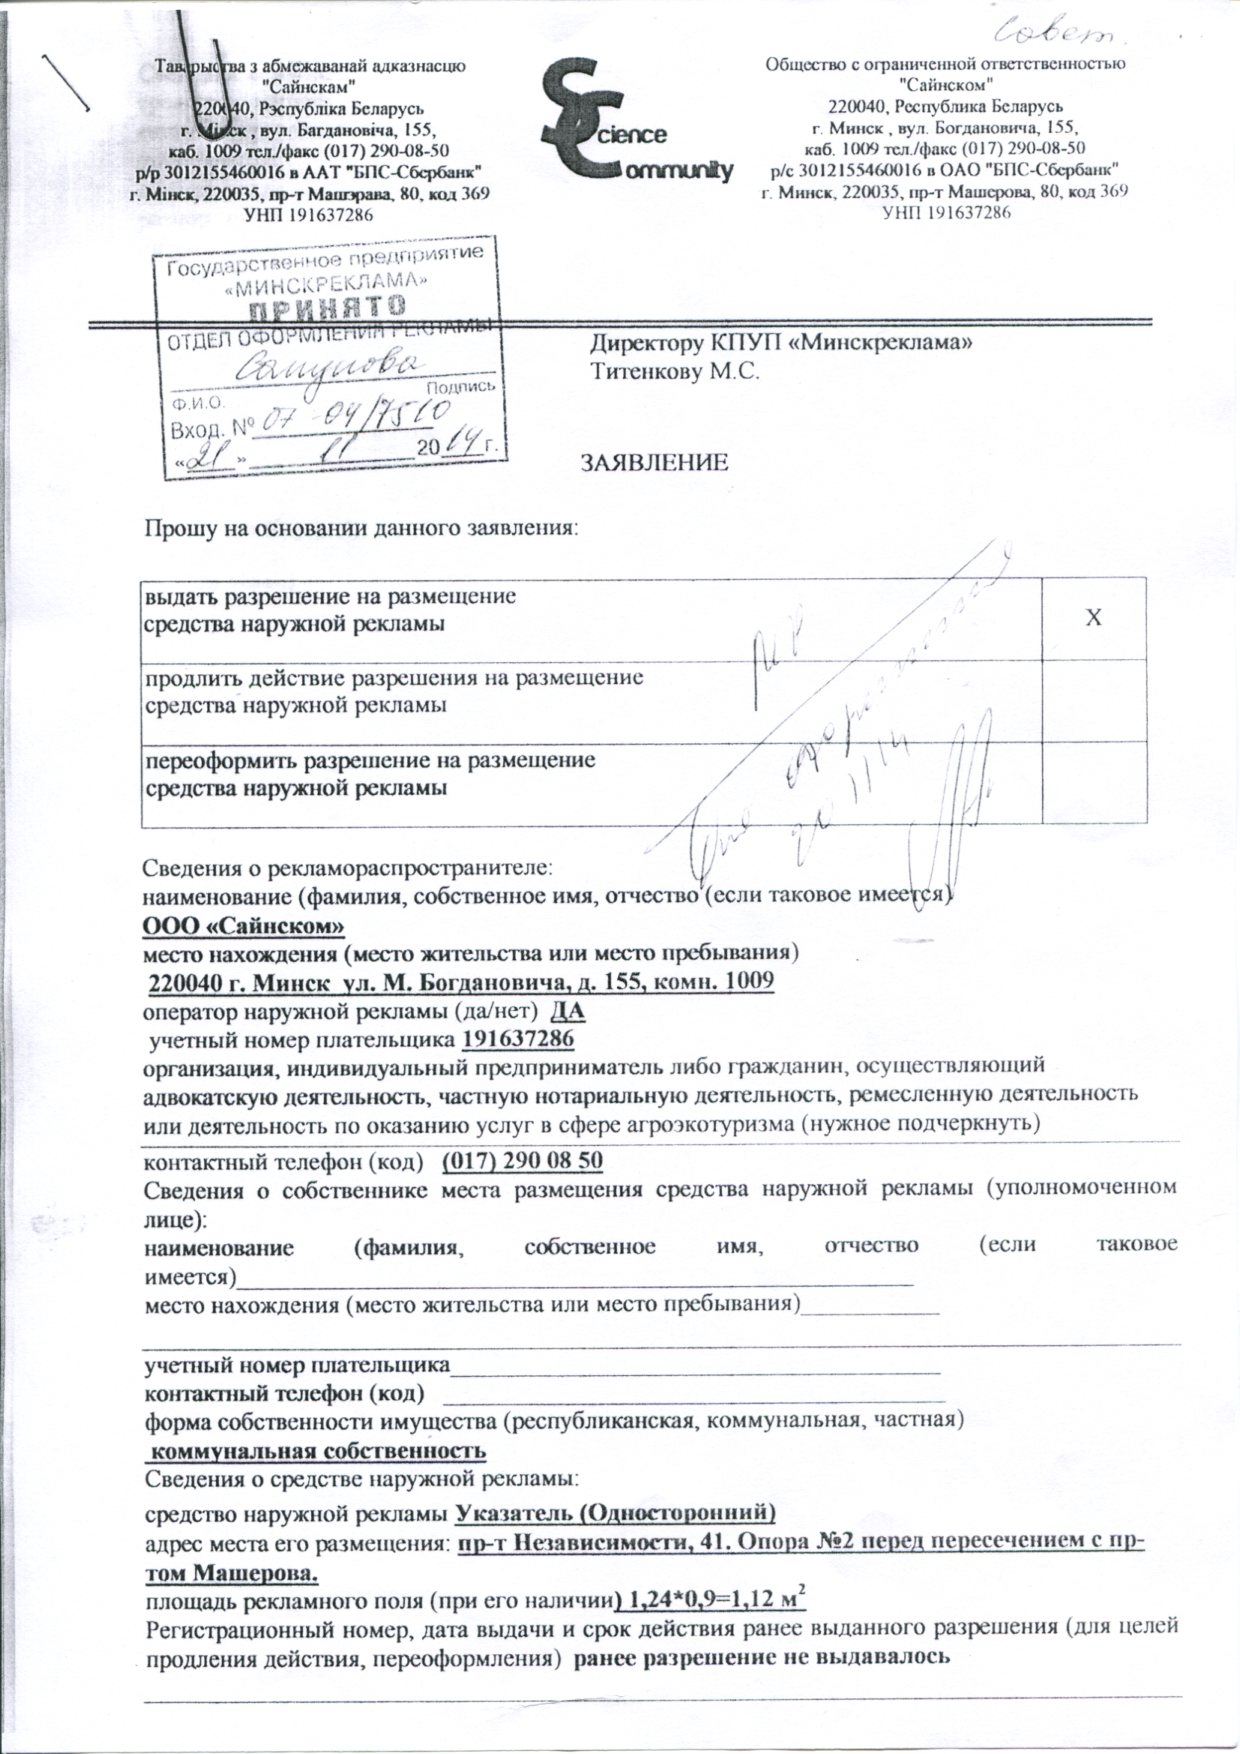 Совет.
Таварыства з абмежаванай адказнасцю
"Сайнскам"
220040, Рэспубліка Беларусь
г. Мінск , вул. Багдановіча, 155,
каб. 1009 тел./факс (017) 290-08-50
р/р 3012155460016 в ААТ "БПС-Сбербанк"
г. Мінск, 220035, пр-т Машэрава, 80, код 369
УНП 191637286
Science
Community
Общество с ограниченной ответственностью
"Сайнском"
220040, Республика Беларусь
г. Минск , вул. Богдановича, 155,
каб. 1009 тел./факс (017) 290-08-50
р/с 3012155460016 в ОАО "БПС-Сбербанк"
г. Минск, 220035, пр-т Машерова, 80, код 369
УНП 191637286
Государственное предприятие
«МИНСКРЕКЛАМА»
ПРИНЯТО
ОТДЕЛ ОФОРМЛЕНИЯ РЕКЛАМЫ
Ф.И.О. Подпись
Вход. № 07-04/7510
«21» 11 2014 г.
Директору КПУП «Минскреклама»
Титенкову М.С.
ЗАЯВЛЕНИЕ
Прошу на основании данного заявления:
выдать разрешение на размещение
средства наружной рекламы
X
продлить действие разрешения на размещение
средства наружной рекламы
переоформить разрешение на размещение
средства наружной рекламы
Сведения о рекламораспространителе:
наименование (фамилия, собственное имя, отчество (если таковое имеется)
ООО «Сайнском»
место нахождения (место жительства или место пребывания)
220040 г. Минск ул. М. Богдановича, д. 155, комн. 1009
оператор наружной рекламы (да/нет) ДА
учетный номер плательщика 191637286
организация, индивидуальный предприниматель либо гражданин, осуществляющий
адвокатскую деятельность, частную нотариальную деятельность, ремесленную деятельность
или деятельность по оказанию услуг в сфере агроэкотуризма (нужное подчеркнуть)
контактный телефон (код) (017) 290 08 50
Сведения о собственнике места размещения средства наружной рекламы (уполномоченном
лице):
наименование (фамилия, собственное имя, отчество (если таковое
имеется)
место нахождения (место жительства или место пребывания)
учетный номер плательщика
контактный телефон (код)
форма собственности имущества (республиканская, коммунальная, частная)
коммунальная собственность
Сведения о средстве наружной рекламы:
средство наружной рекламы Указатель (Односторонний)
адрес места его размещения: пр-т Независимости, 41. Опора №2 перед пересечением с пр-
том Машерова.
площадь рекламного поля (при его наличии) 1,24*0,9=1,12 м²
Регистрационный номер, дата выдачи и срок действия ранее выданного разрешения (для целей
продления действия, переоформления) ранее разрешение не выдавалось